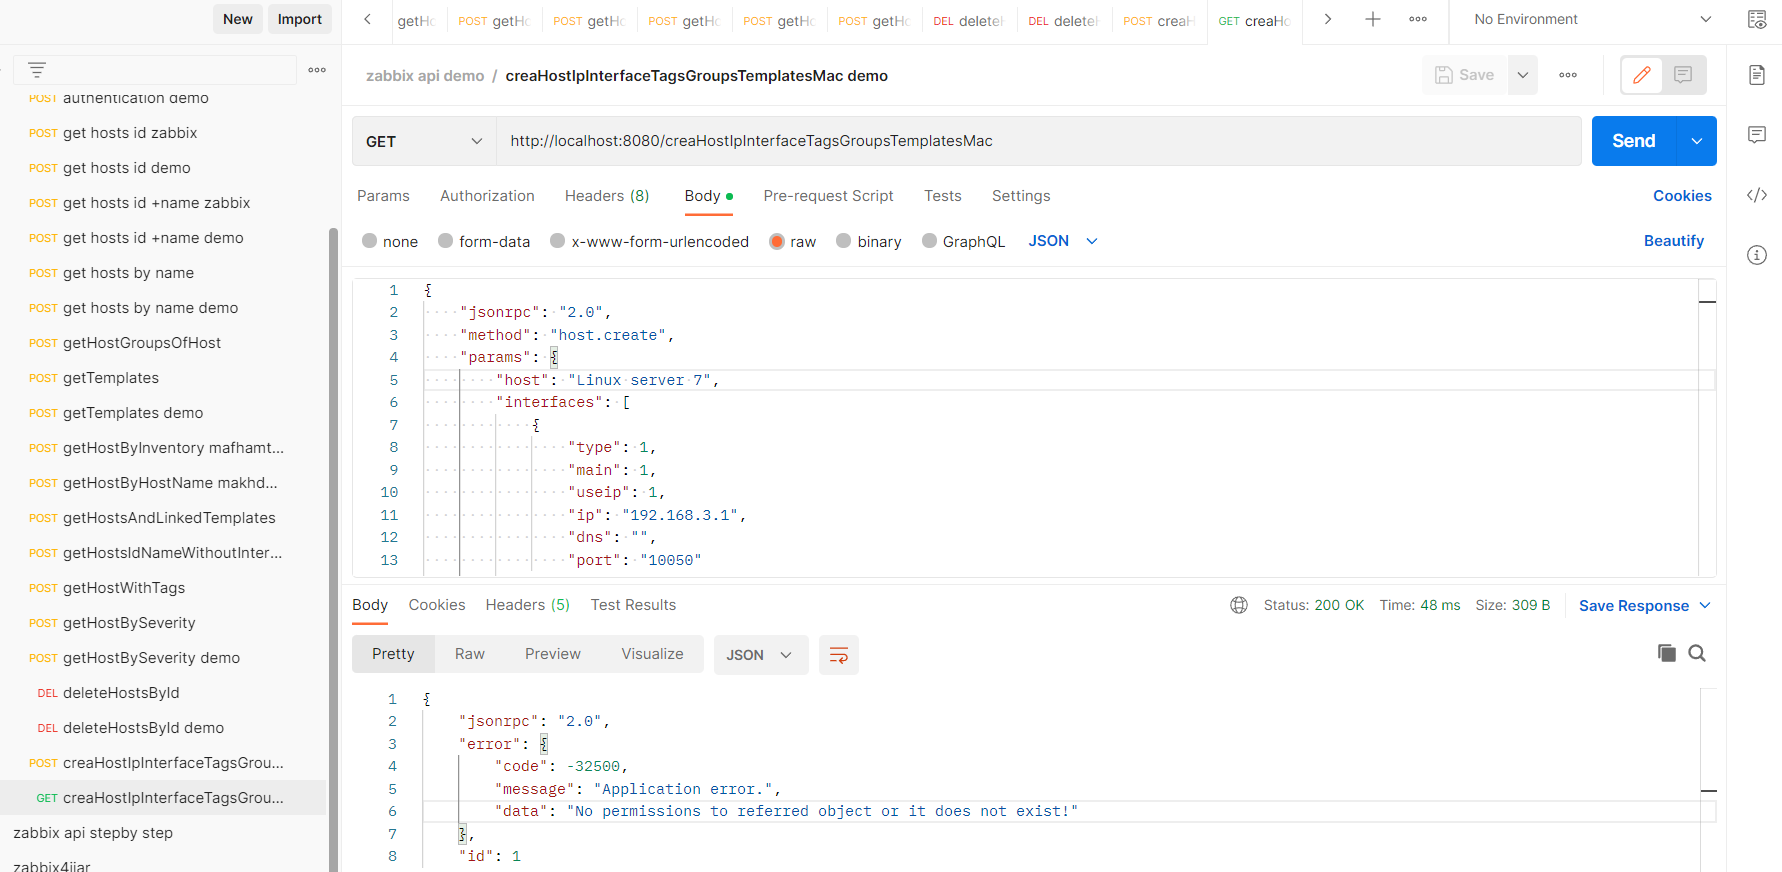 New Import
getHo POST getHo POST getHo POST getHo POST getHo POST getHo DEL delete DEL delete POST crea GET creaHo No Environment
zabbix api demo / creaHostIpInterfaceTagsGroupsTemplatesMac demo Save
POST authentication demo
POST get hosts id zabbix
POST get hosts id demo
POST get hosts id +name zabbix
POST get hosts id +name demo
POST get hosts by name
POST get hosts by name demo
POST getHostGroupsOfHost
POST getTemplates
POST getTemplates demo
POST getHostByInventory mafhamt...
POST getHostByHostName makhd...
POST getHostsAndLinkedTemplates
POST getHostsIdNameWithoutInter...
POST getHostWithTags
POST getHostBySeverity
POST getHostBySeverity demo
DEL deleteHostsById
DEL deleteHostsById demo
POST creaHostIpInterfaceTagsGrou...
GET creaHostIpInterfaceTagsGrou...
zabbix api stepby step
zabbix4jjar
GET http://localhost:8080/creaHostIpInterfaceTagsGroupsTemplatesMac Send
Params Authorization Headers (8) Body Pre-request Script Tests Settings Cookies
none form-data x-www-form-urlencoded raw binary GraphQL JSON Beautify
1 {
2 "jsonrpc": "2.0",
3 "method": "host.create",
4 "params": {
5 "host": "Linux server 7",
6 "interfaces": [
7 {
8 "type": 1,
9 "main": 1,
10 "useip": 1,
11 "ip": "192.168.3.1",
12 "dns": "",
13 "port": "10050"
Body Cookies Headers (5) Test Results Status: 200 OK Time: 48 ms Size: 309 B Save Response
Pretty Raw Preview Visualize JSON
1 {
2 "jsonrpc": "2.0",
3 "error": {
4 "code": -32500,
5 "message": "Application error.",
6 "data": "No permissions to referred object or it does not exist!"
7 },
8 "id": 1